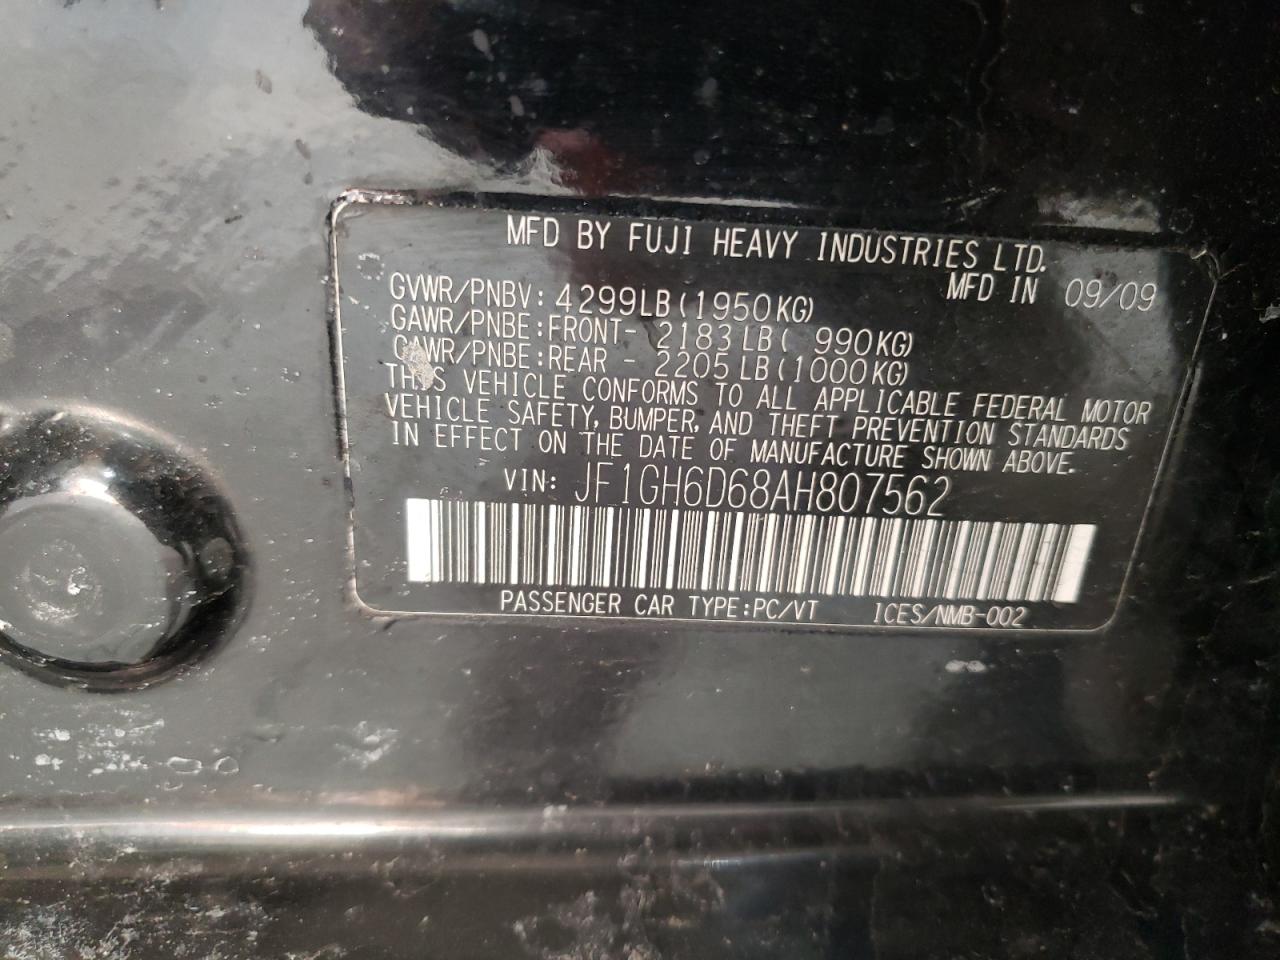 MFD BY FUJI HEAVY INDUSTRIES LTD.
MFD IN 09/09
GVWR/PNBV: 4299LB(1950KG)
GAWR/PNBE:FRONT- 2183LB( 990KG)
GAWR/PNBE:REAR - 2205LB(1000KG)
THIS VEHICLE CONFORMS TO ALL APPLICABLE FEDERAL MOTOR
VEHICLE SAFETY, BUMPER, AND THEFT PREVENTION STANDARDS
IN EFFECT ON THE DATE OF MANUFACTURE SHOWN ABOVE.
VIN: JF1GH6D68AH807562
PASSENGER CAR TYPE:PC/VT ICES/NMB-002